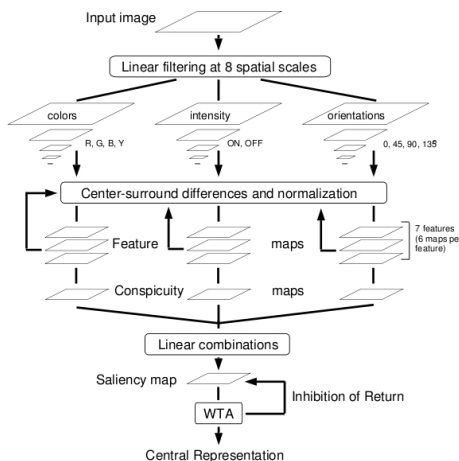 Input image
Linear filtering at 8 spatial scales
colors
intensity
orientations
R, G, B, Y
ON, OFF
0, 45, 90, 135
Center-surround differences and normalization
Feature maps
7 features
(6 maps pe
feature)
Conspicuity maps
Linear combinations
Saliency map
Inhibition of Return
WTA
Central Representation